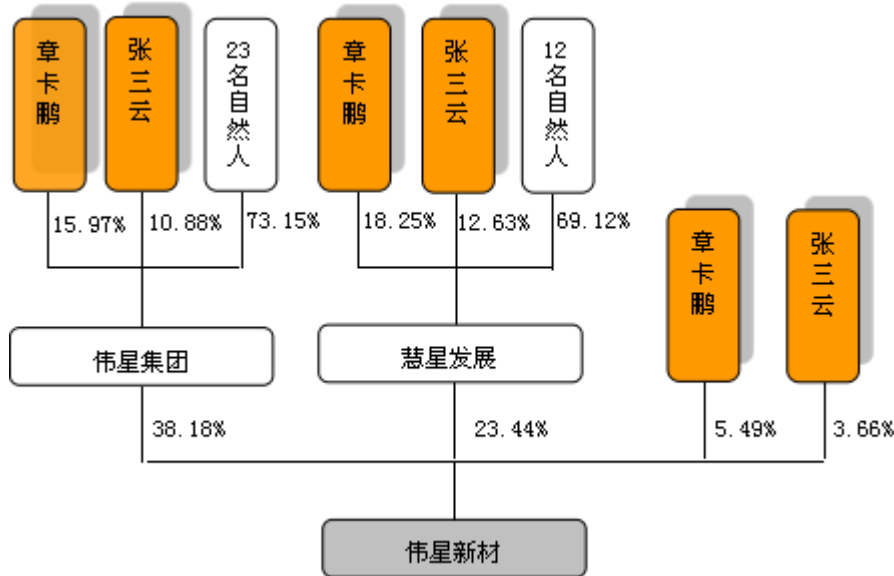 章卡鹏
张三云
23名自然人
章卡鹏
张三云
12名自然人
15.97%
10.88%
73.15%
18.25%
12.63%
69.12%
章卡鹏
张三云
伟星集团
慧星发展
38.18%
23.44%
5.49%
3.66%
伟星新材